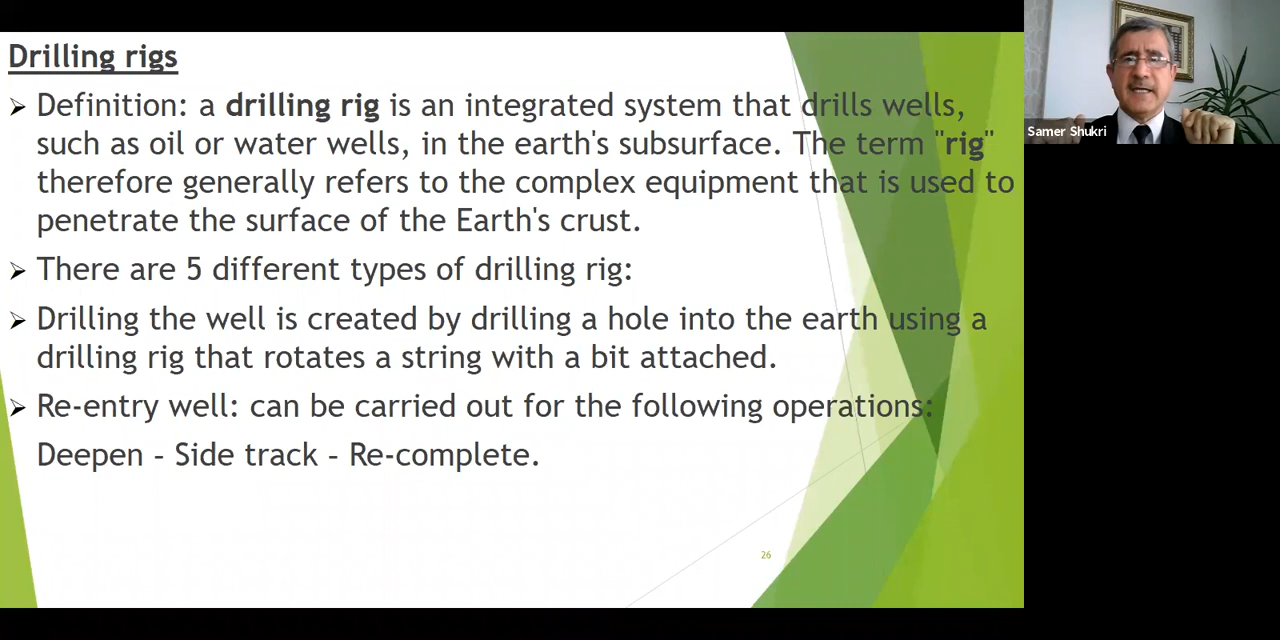 Drilling rigs
➢ Definition: a drilling rig is an integrated system that drills wells,
such as oil or water wells, in the earth's subsurface. The term "rig"
therefore generally refers to the complex equipment that is used to
penetrate the surface of the Earth's crust.
➢ There are 5 different types of drilling rig:
➢ Drilling the well is created by drilling a hole into the earth using a
drilling rig that rotates a string with a bit attached.
➢ Re-entry well: can be carried out for the following operations:
Deepen – Side track – Re-complete.
26
Samer Shukri